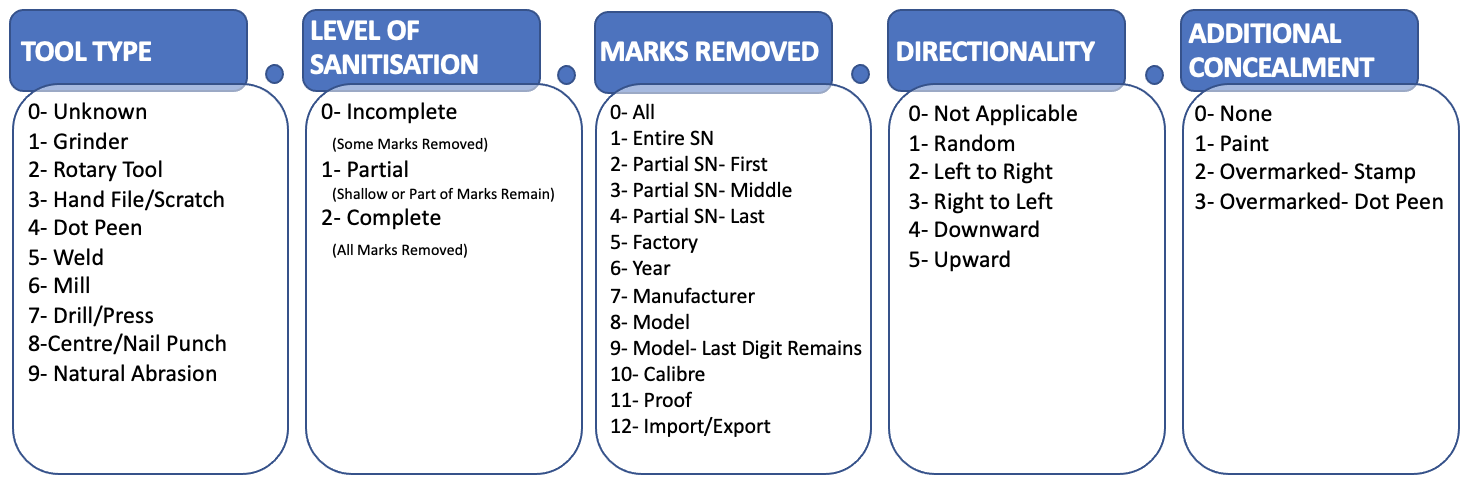 TOOL TYPE
0- Unknown
1- Grinder
2- Rotary Tool
3- Hand File/Scratch
4- Dot Peen
5- Weld
6- Mill
7- Drill/Press
8-Centre/Nail Punch
9- Natural Abrasion
LEVEL OF
SANITISATION
0- Incomplete
(Some Marks Removed)
1- Partial
(Shallow or Part of Marks Remain)
2- Complete
(All Marks Removed)
MARKS REMOVED
0- All
1- Entire SN
2- Partial SN- First
3- Partial SN- Middle
4- Partial SN- Last
5- Factory
6- Year
7- Manufacturer
8- Model
9- Model- Last Digit Remains
10- Calibre
11- Proof
12- Import/Export
DIRECTIONALITY
0- Not Applicable
1- Random
2- Left to Right
3- Right to Left
4- Downward
5- Upward
ADDITIONAL
CONCEALMENT
0- None
1- Paint
2- Overmarked- Stamp
3- Overmarked- Dot Peen